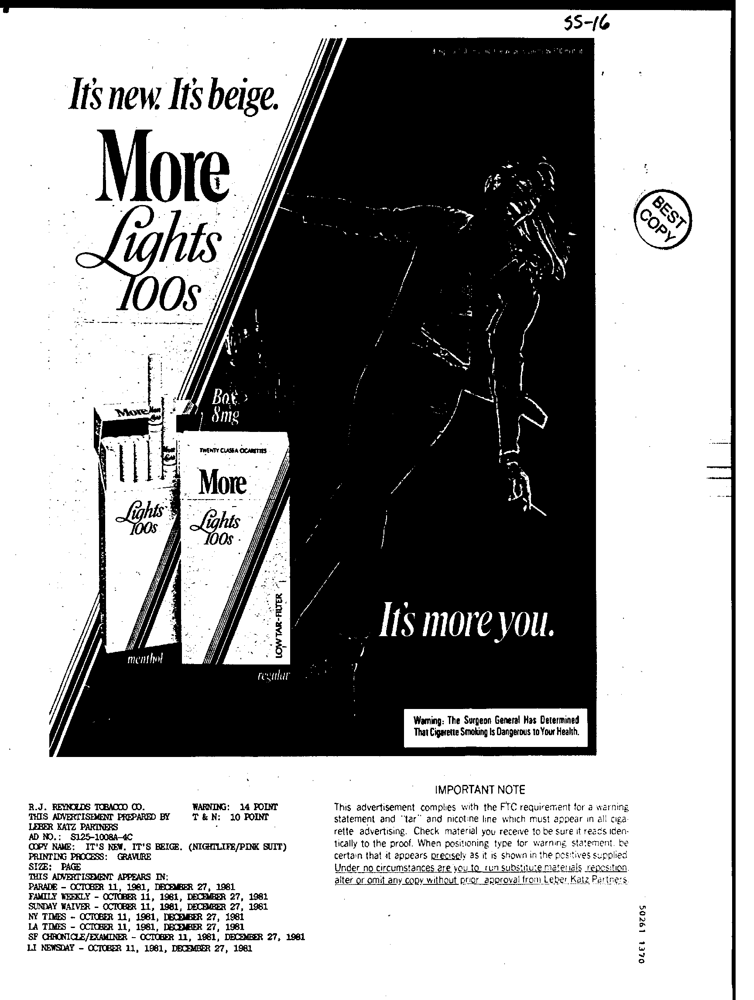 SS-16
It's new. It's beige.
More
Lights
100s
BEST
COPY
Box
8mg
More
TWENTY CLASS A CIGARETTES
More
Lights
100s
Lights
100s
LOW TAR-FILTER
menthol
regular
It's more you.
Warning: The Surgeon General Has Determined
That Cigarette Smoking Is Dangerous to Your Health.
R.J. REYNOLDS TOBACCO CO. WARNING: 14 POINT
THIS ADVERTISEMENT PREPARED BY T & N: 10 POINT
LEBER KATZ PARTNERS
AD NO.: S125-1008A-4C
COPY NAME: IT'S NEW. IT'S BEIGE. (NIGHTLIFE/PINK SUIT)
PRINTING PROCESS: GRAVURE
SIZE: PAGE
THIS ADVERTISEMENT APPEARS IN:
PARADE - OCTOBER 11, 1981, DECEMBER 27, 1981
FAMILY WEEKLY - OCTOBER 11, 1981, DECEMBER 27, 1981
SUNDAY WAIVER - OCTOBER 11, 1981, DECEMBER 27, 1981
NY TIMES - OCTOBER 11, 1981, DECEMBER 27, 1981
LA TIMES - OCTOBER 11, 1981, DECEMBER 27, 1981
SF CHRONICLE/EXAMINER - OCTOBER 11, 1981, DECEMBER 27, 1981
LI NEWSDAY - OCTOBER 11, 1981, DECEMBER 27, 1981
IMPORTANT NOTE
This advertisement complies with the FTC requirement for a warning
statement and "tar" and nicotine line which must appear in all ciga-
rette advertising. Check material you receive to be sure it reads iden-
tically to the proof. When positioning type for warning statement, be
certain that it appears precisely as it is shown in the positives supplied.
Under no circumstances are you to run substitute materials, reposition,
alter or omit any copy without prior approval from Leber Katz Partners.
50261 1370